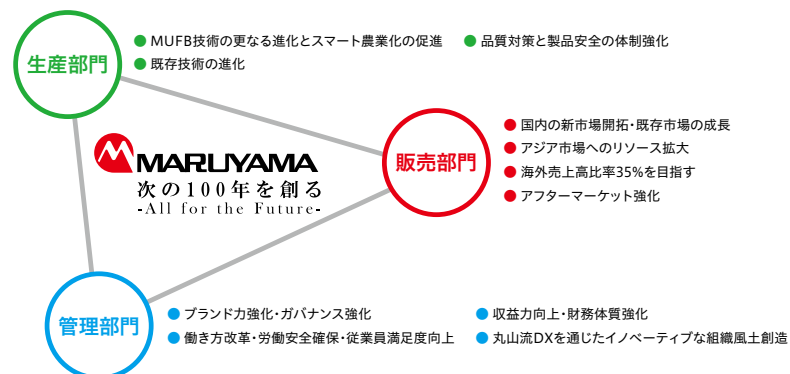 生産部門
● MUFB技術の更なる進化とスマート農業化の促進 ● 品質対策と製品安全の体制強化
● 既存技術の進化
MARUYAMA
次の100年を創る
-All for the Future-
販売部門
● 国内の新市場開拓・既存市場の成長
● アジア市場へのリソース拡大
● 海外売上高比率35%を目指す
● アフターマーケット強化
管理部門
● ブランド力強化・ガバナンス強化 ● 収益力向上・財務体質強化
● 働き方改革・労働安全確保・従業員満足度向上 ● 丸山流DXを通じたイノベーティブな組織風土創造